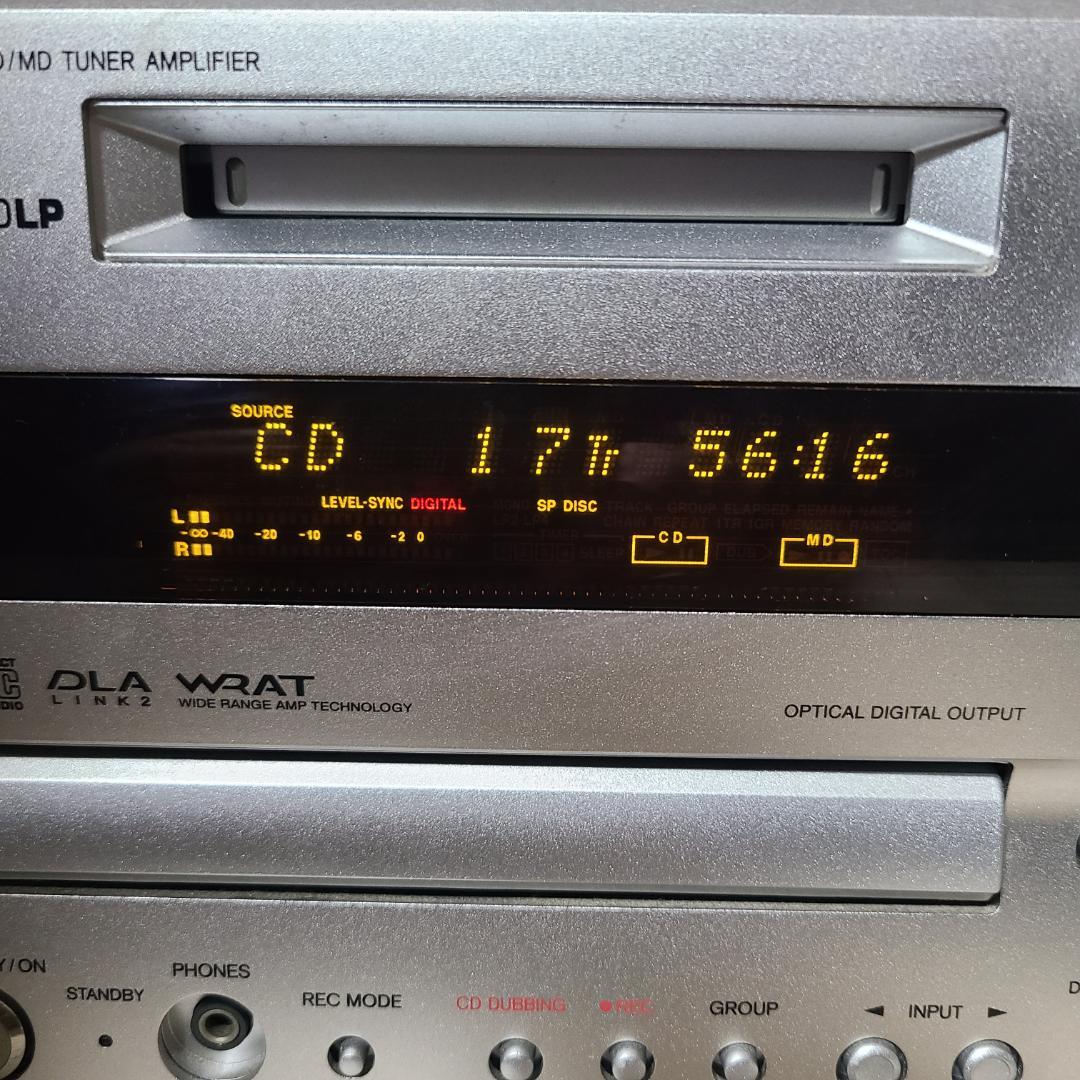 /MD TUNER AMPLIFIER
LP
SOURCE
CD 17Tr 56:16
LEVEL-SYNC DIGITAL SP DISC
L
-∞ -40 -20 -10 -6 -2 0
R
CD MD
DLA WRAT
LINK2 WIDE RANGE AMP TECHNOLOGY
OPTICAL DIGITAL OUTPUT
/ON
STANDBY
PHONES
REC MODE
CD DUBBING
● REC
GROUP
◄ INPUT ►